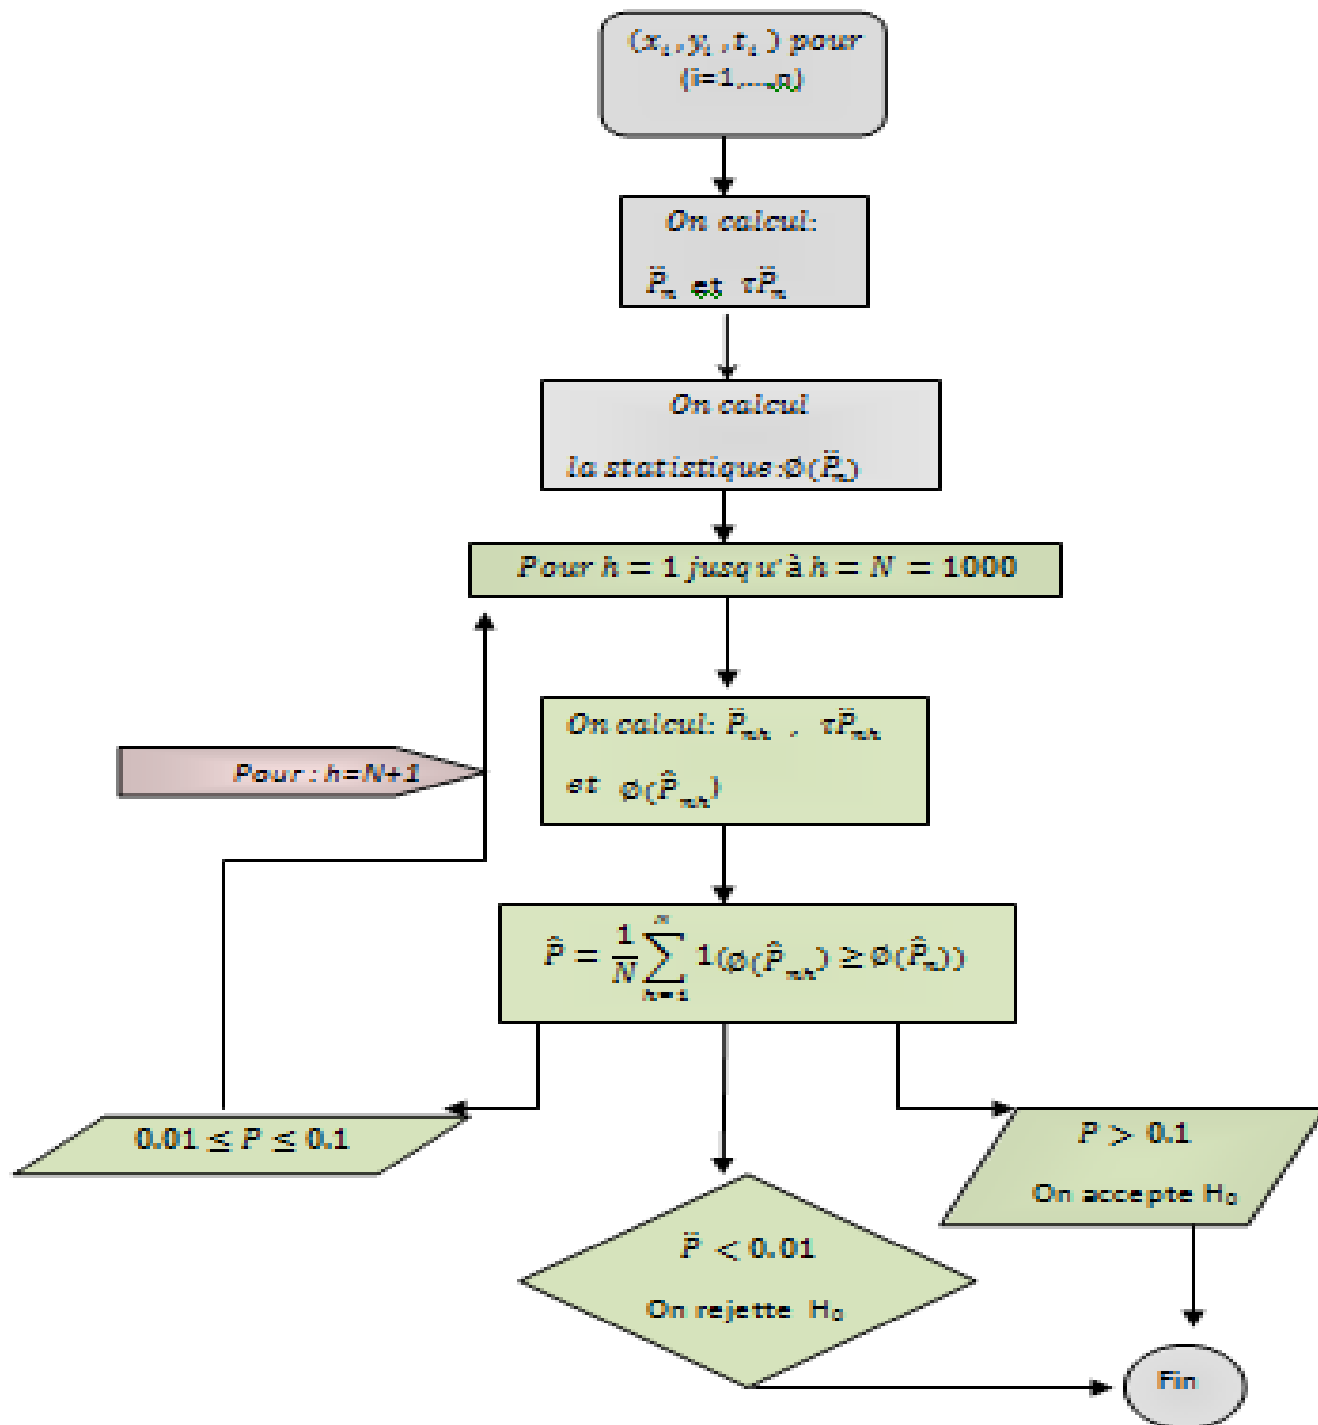 (xᵢ, yᵢ, tᵢ) pour
(i=1,....,n)
On calcul:
P̈ₙ et τP̈ₙ
On calcul
la statistique:∅(P̈ₙ)
Pour h = 1 jusqu'à h = N = 1000
On calcul: P̈ₙₕ , τP̈ₙₕ
et ∅(P̂ₙₕ)
Pour : h=N+1
P̂ = 1/N ∑ h=1 1(∅(P̂ₙₕ) ≥ ∅(P̂ₙ))
0.01 ≤ P ≤ 0.1
P > 0.1
On accepte H₀
P̈ < 0.01
On rejette H₀
Fin